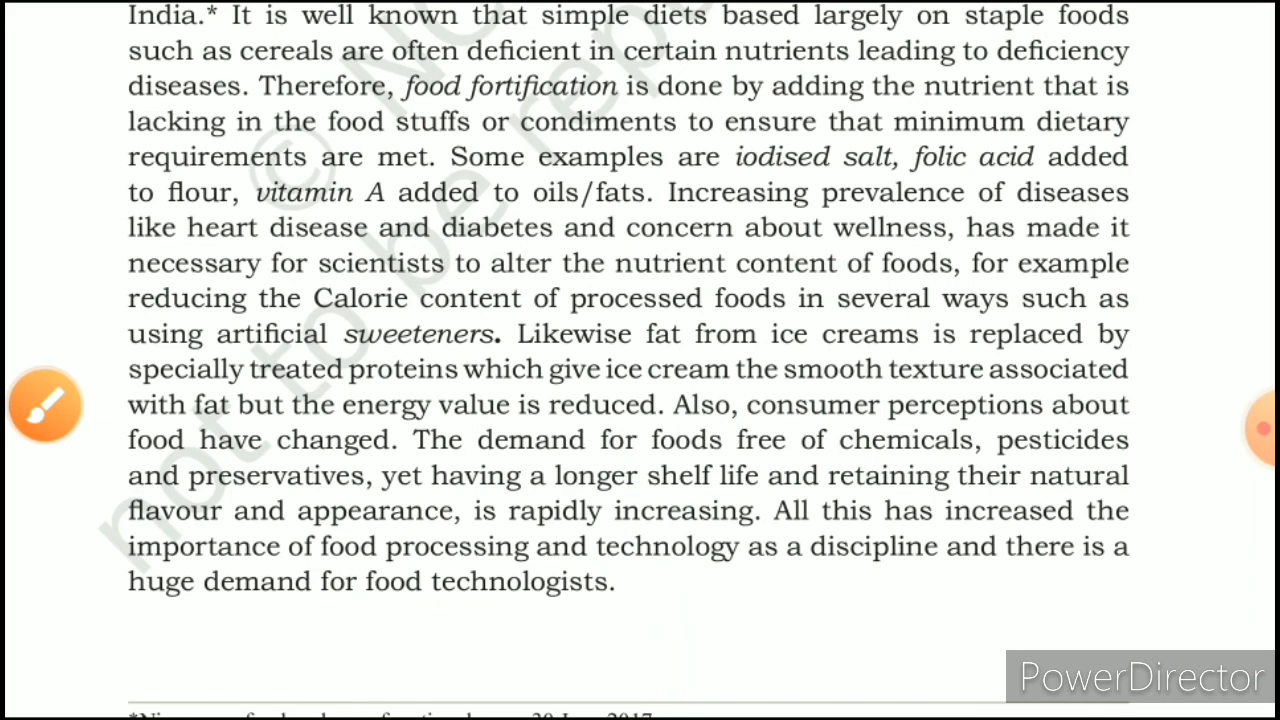 India.* It is well known that simple diets based largely on staple foods
such as cereals are often deficient in certain nutrients leading to deficiency
diseases. Therefore, food fortification is done by adding the nutrient that is
lacking in the food stuffs or condiments to ensure that minimum dietary
requirements are met. Some examples are iodised salt, folic acid added
to flour, vitamin A added to oils/fats. Increasing prevalence of diseases
like heart disease and diabetes and concern about wellness, has made it
necessary for scientists to alter the nutrient content of foods, for example
reducing the Calorie content of processed foods in several ways such as
using artificial sweeteners. Likewise fat from ice creams is replaced by
specially treated proteins which give ice cream the smooth texture associated
with fat but the energy value is reduced. Also, consumer perceptions about
food have changed. The demand for foods free of chemicals, pesticides
and preservatives, yet having a longer shelf life and retaining their natural
flavour and appearance, is rapidly increasing. All this has increased the
importance of food processing and technology as a discipline and there is a
huge demand for food technologists.
© NC
not to be repu
PowerDirector